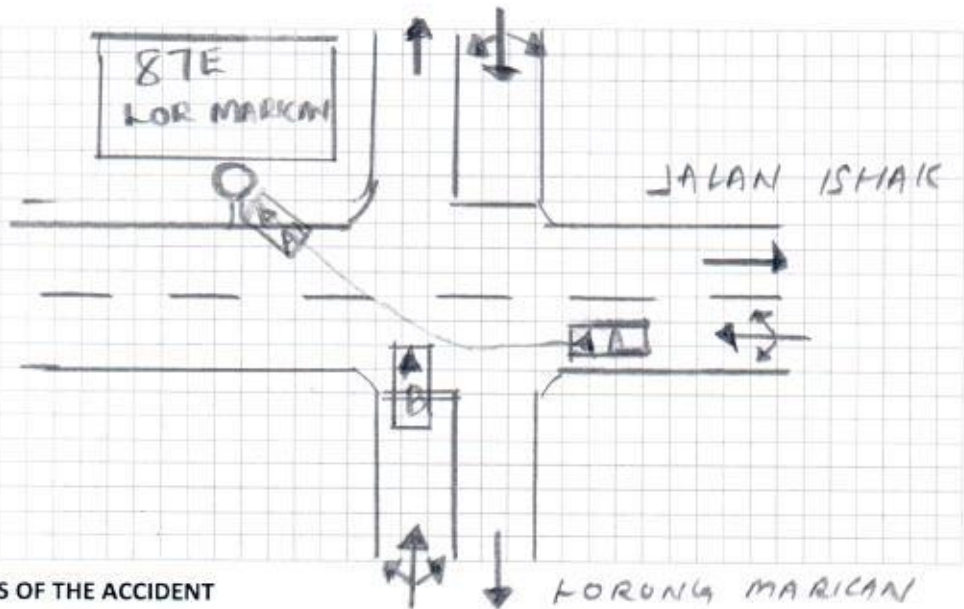 87E
LOR MARICAN
JALAN ISHAK
A
A
B
S OF THE ACCIDENT
LORONG MARICAN